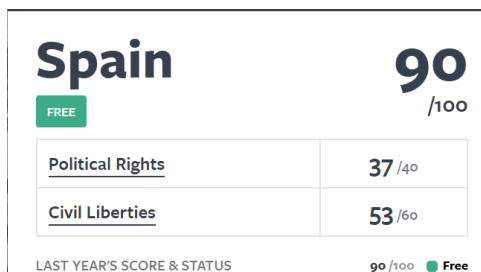 Spain 90
FREE /100
Political Rights 37 /40
Civil Liberties 53 /60
LAST YEAR'S SCORE & STATUS 90 /100 Free